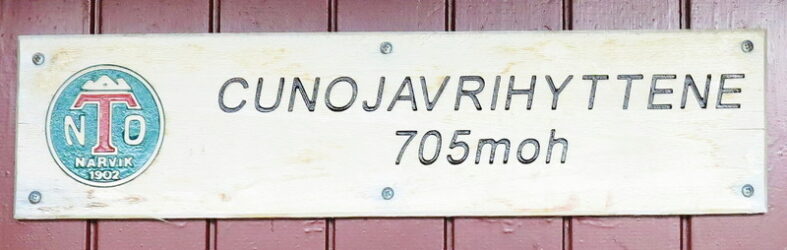 NTO
NARVIK
1902
CUNOJAVRIHYTTENE
705moh